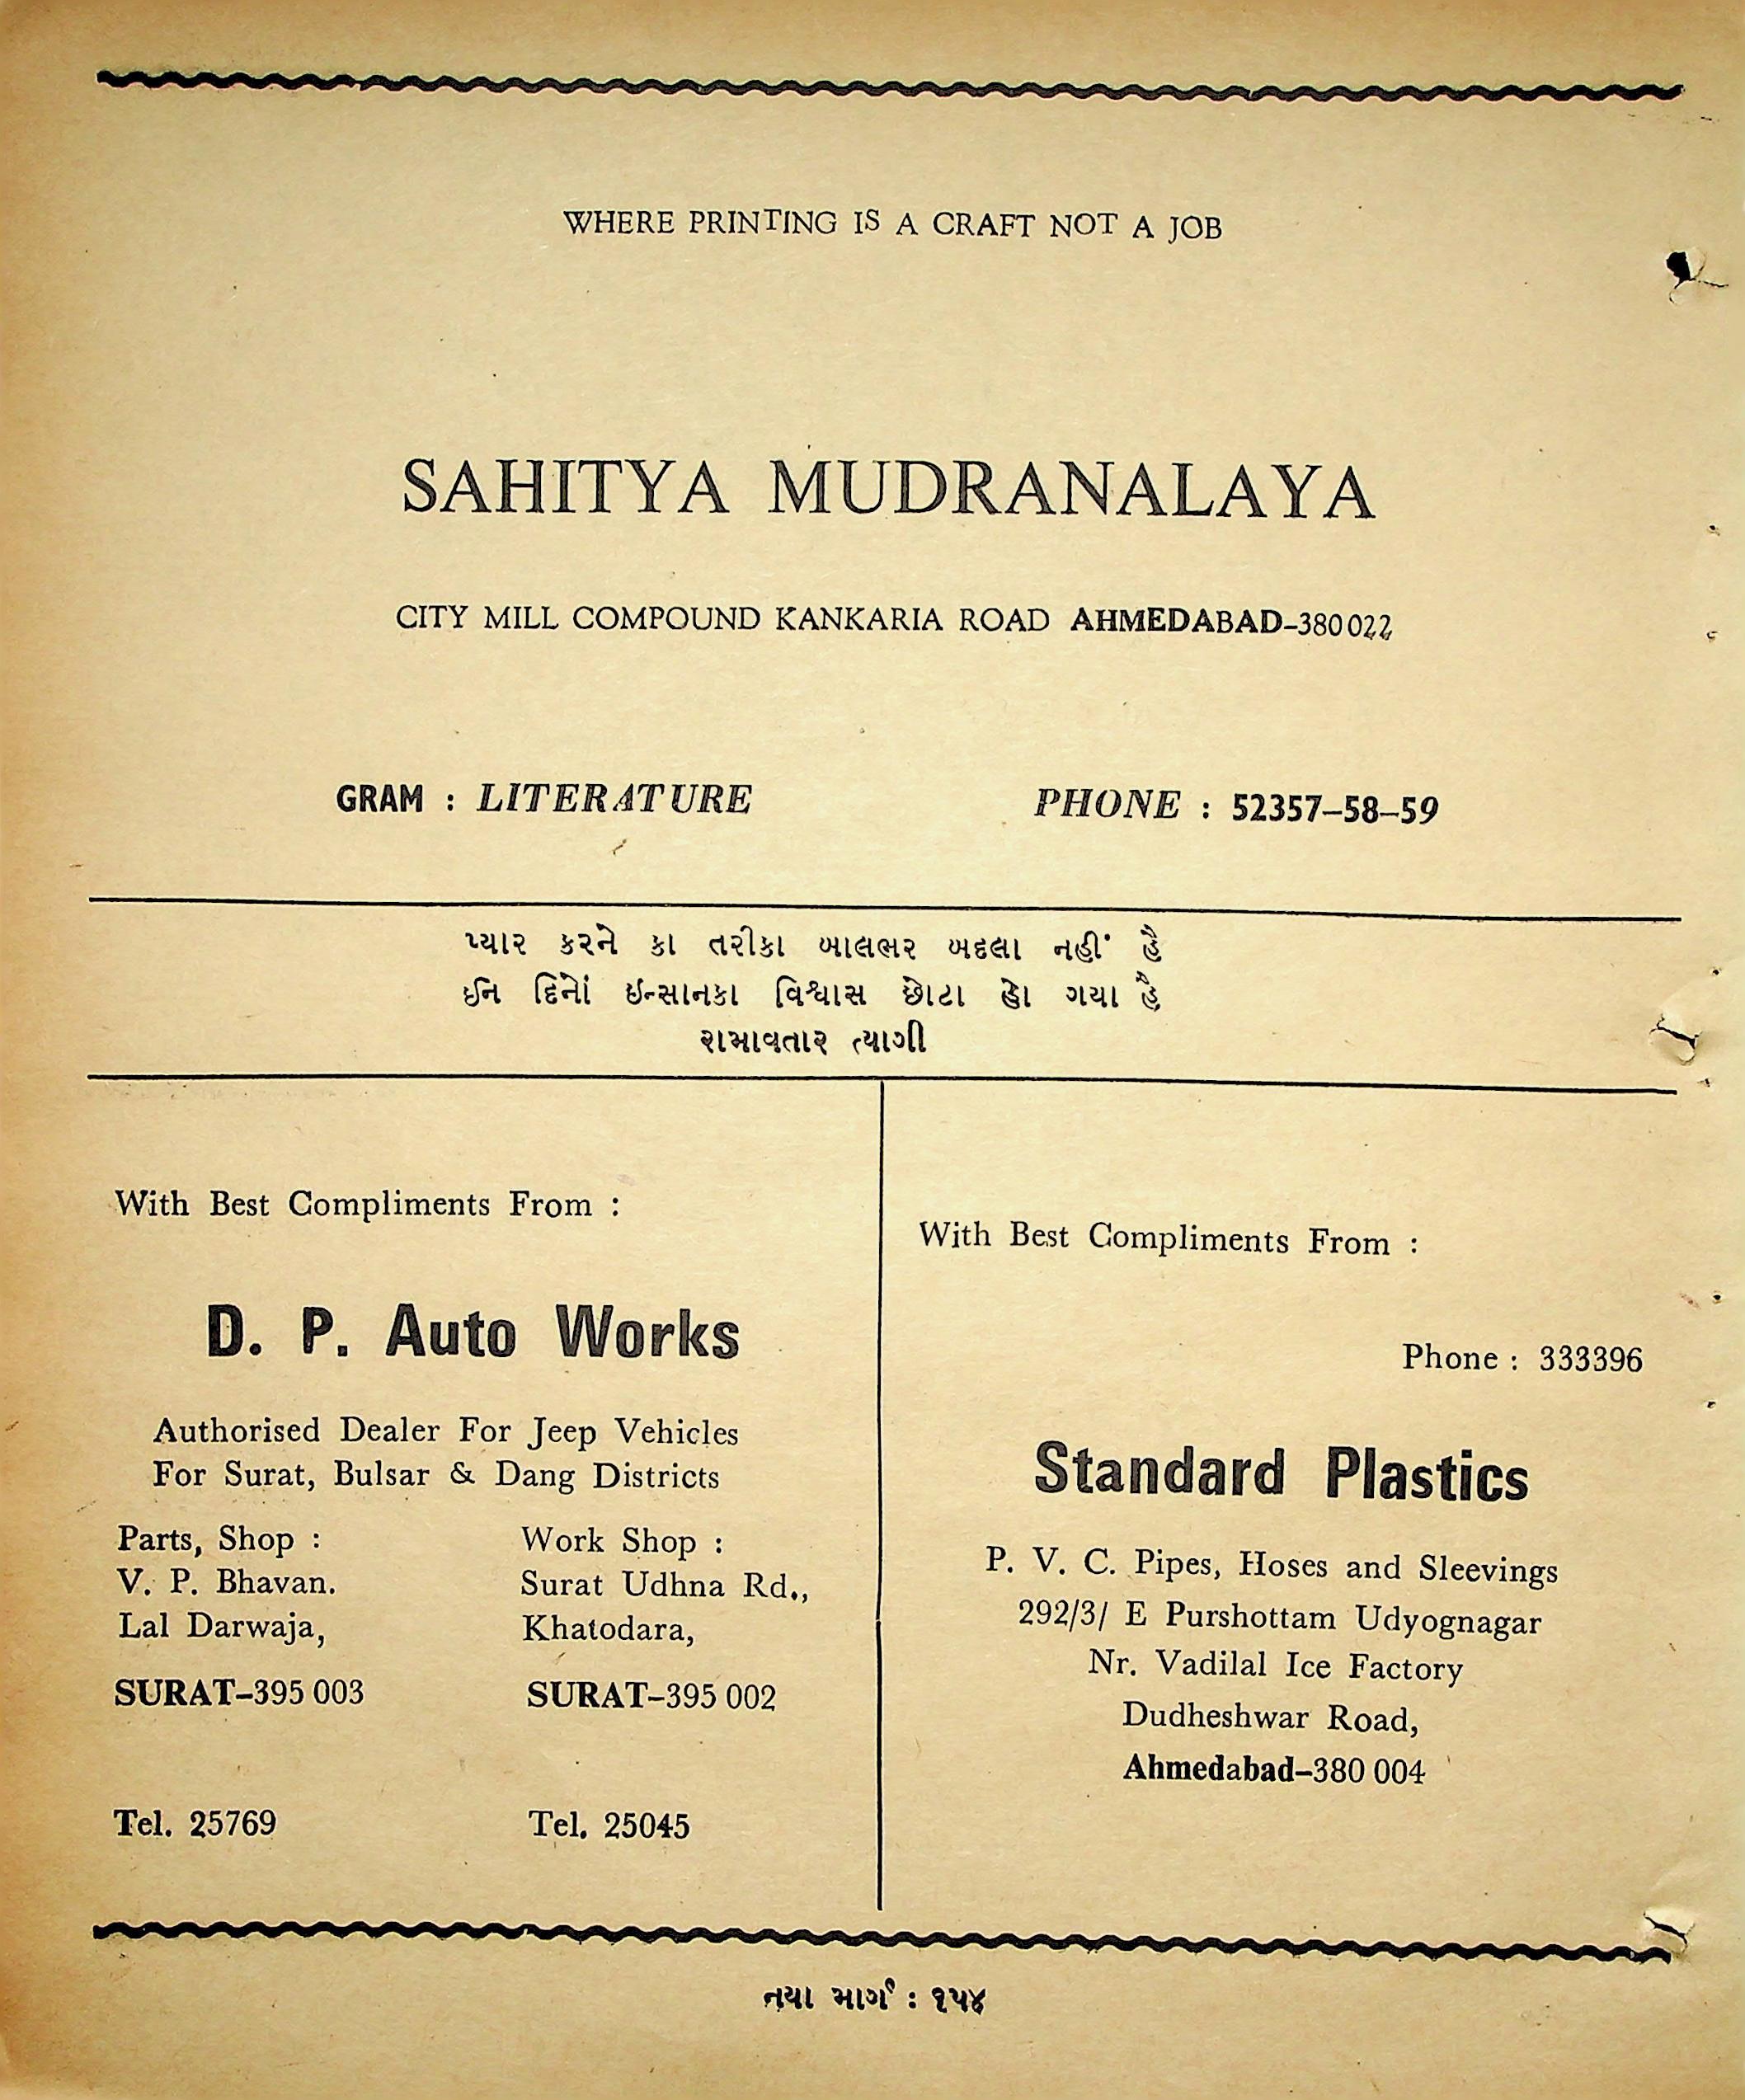 WHERE PRINTING IS A CRAFT NOT A JOB
SAHITYA MUDRANALAYA
CITY MILL COMPOUND KANKARIA ROAD AHMEDABAD–380022
GRAM : LITERATURE
PHONE : 52357–58–59
પ્યાર કરને કા તરીકા બાલભર બદલા નહીં હૈ
ઈન દિનોં ઇન્સાનકા વિશ્વાસ છોટા હો ગયા હૈ
રામાવતાર ત્યાગી
With Best Compliments From :
D. P. Auto Works
Authorised Dealer For Jeep Vehicles
For Surat, Bulsar & Dang Districts
Parts, Shop :
V. P. Bhavan.
Lal Darwaja,
SURAT–395 003
Tel. 25769
Work Shop :
Surat Udhna Rd.,
Khatodara,
SURAT–395 002
Tel. 25045
With Best Compliments From :
Phone : 333396
Standard Plastics
P. V. C. Pipes, Hoses and Sleevings
292/3/ E Purshottam Udyognagar
Nr. Vadilal Ice Factory
Dudheshwar Road,
Ahmedabad–380 004
નયા માર્ગ : ૧૫૪